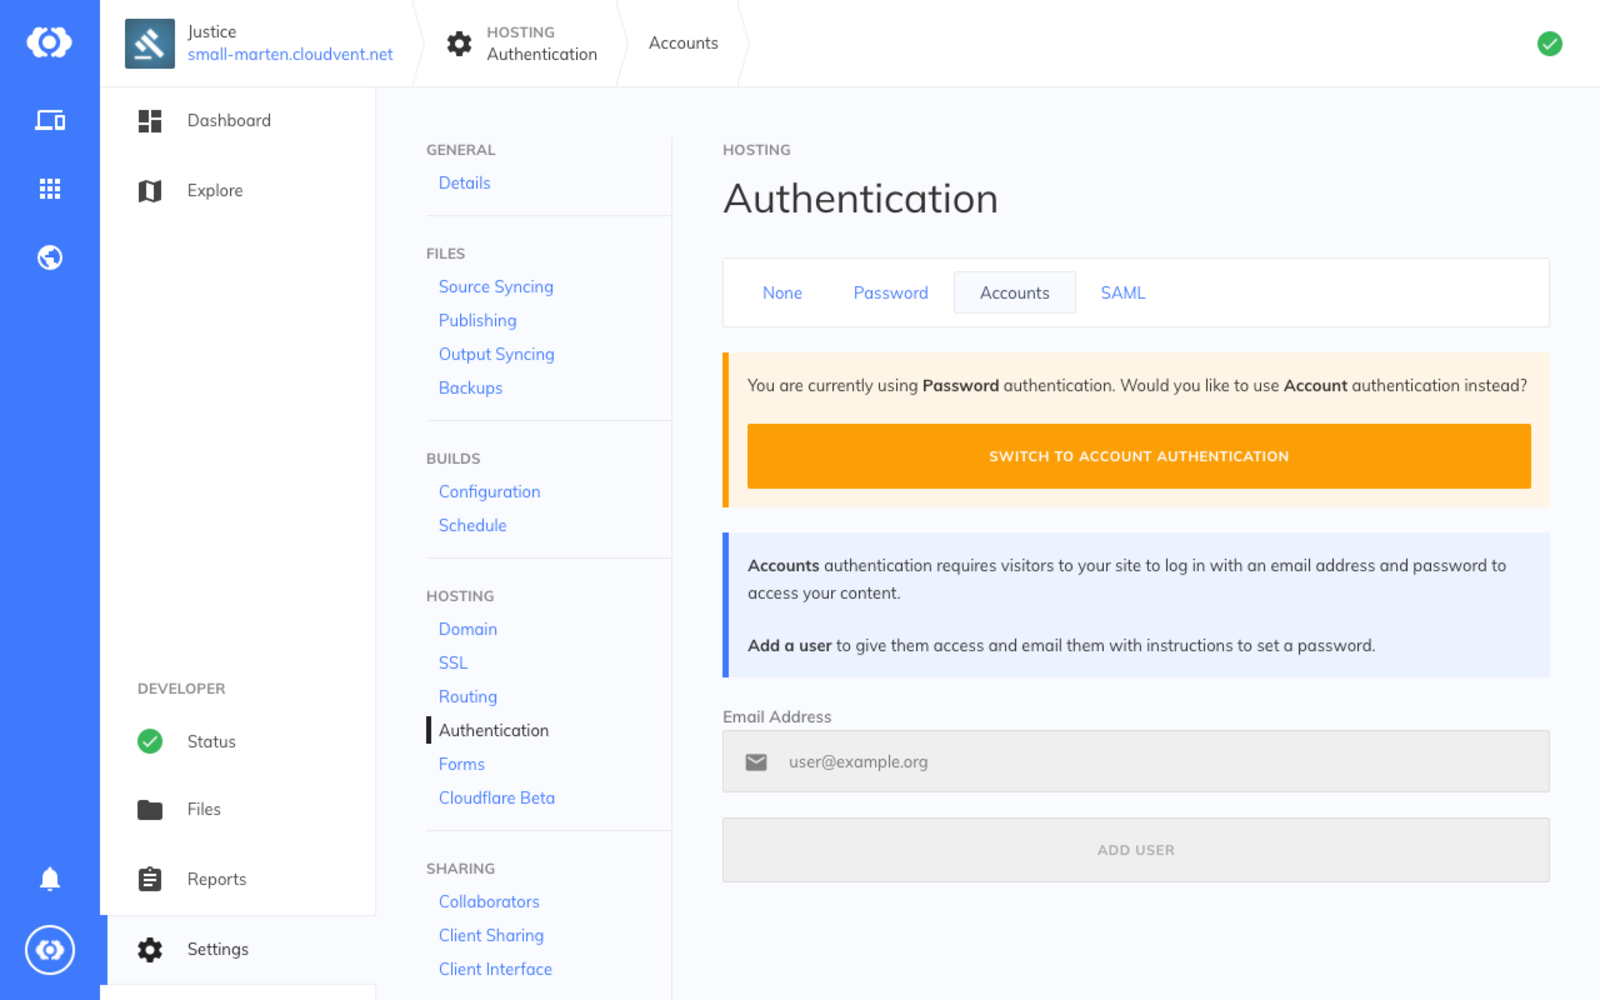 Justice
small-marten.cloudvent.net
HOSTING
Authentication
Accounts
Dashboard
Explore
DEVELOPER
Status
Files
Reports
Settings
GENERAL
Details
FILES
Source Syncing
Publishing
Output Syncing
Backups
BUILDS
Configuration
Schedule
HOSTING
Domain
SSL
Routing
Authentication
Forms
Cloudflare Beta
SHARING
Collaborators
Client Sharing
Client Interface
HOSTING
Authentication
None Password Accounts SAML
You are currently using Password authentication. Would you like to use Account authentication instead?
SWITCH TO ACCOUNT AUTHENTICATION
Accounts authentication requires visitors to your site to log in with an email address and password to
access your content.
Add a user to give them access and email them with instructions to set a password.
Email Address
user@example.org
ADD USER